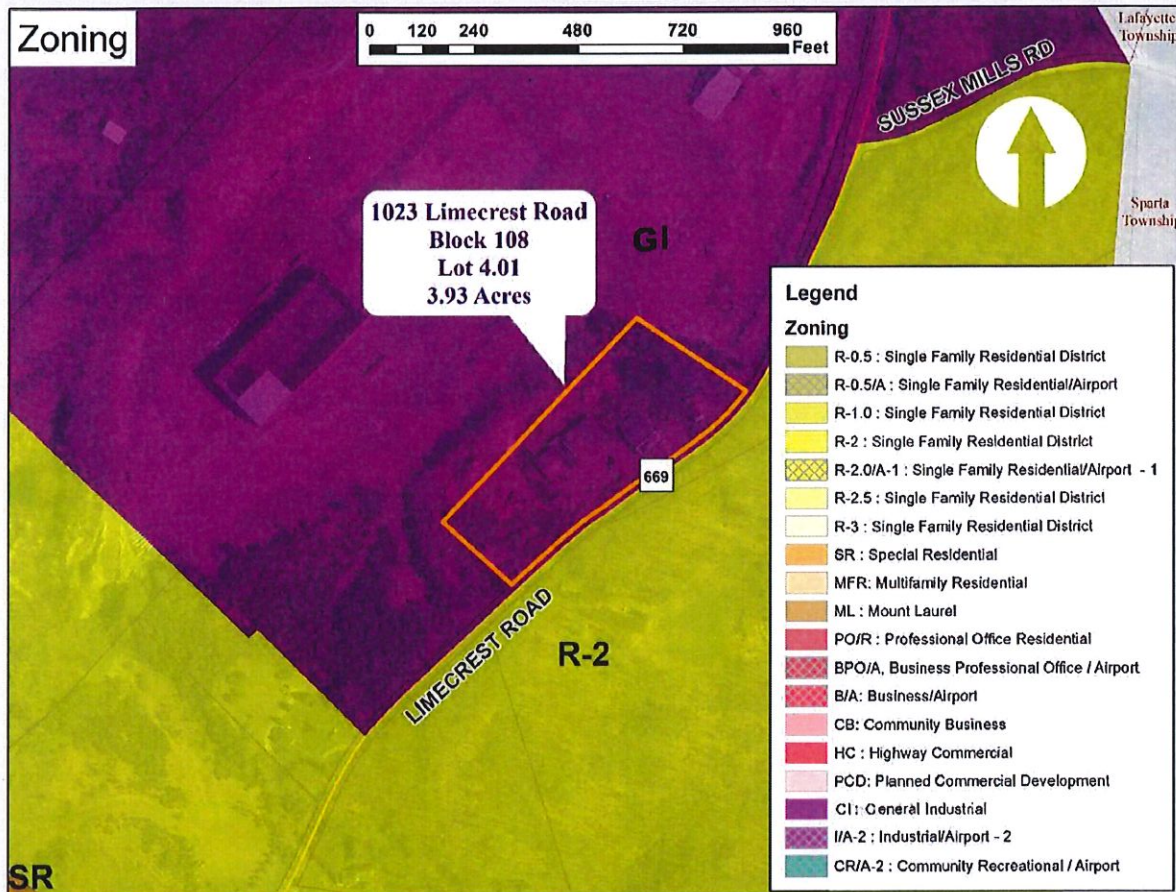 Zoning
0 120 240 480 720 960
Feet
Lafayette
Township
SUSSEX MILLS RD
Sparta
Township
1023 Limecrest Road
Block 108
Lot 4.01
3.93 Acres
GI
669
LIMECREST ROAD
R-2
SR
Legend
Zoning
R-0.5 : Single Family Residential District
R-0.5/A : Single Family Residential/Airport
R-1.0 : Single Family Residential District
R-2 : Single Family Residential District
R-2.0/A-1 : Single Family Residential/Airport - 1
R-2.5 : Single Family Residential District
R-3 : Single Family Residential District
SR : Special Residential
MFR: Multifamily Residential
ML : Mount Laurel
PO/R : Professional Office Residential
BPO/A, Business Professional Office / Airport
B/A: Business/Airport
CB: Community Business
HC : Highway Commercial
PCD: Planned Commercial Development
GI : General Industrial
I/A-2 : Industrial/Airport - 2
CR/A-2 : Community Recreational / Airport